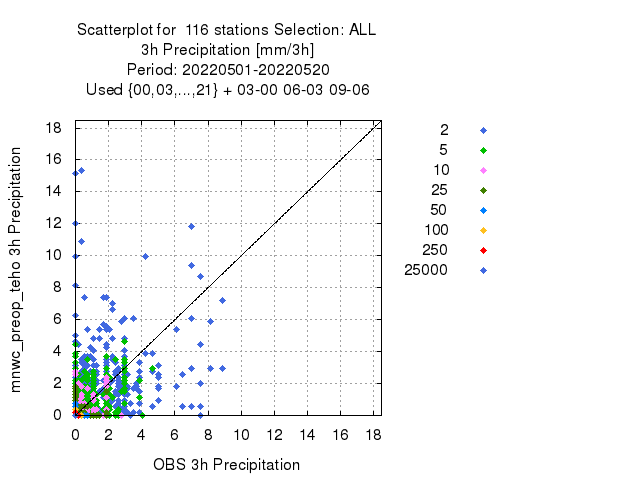 Scatterplot for 116 stations Selection: ALL
3h Precipitation [mm/3h]
Period: 20220501-20220520
Used {00,03,...,21} + 03-00 06-03 09-06
mnwc_preop_teho 3h Precipitation
18
16
14
12
10
8
6
4
2
0
0 2 4 6 8 10 12 14 16 18
OBS 3h Precipitation
2
5
10
25
50
100
250
25000